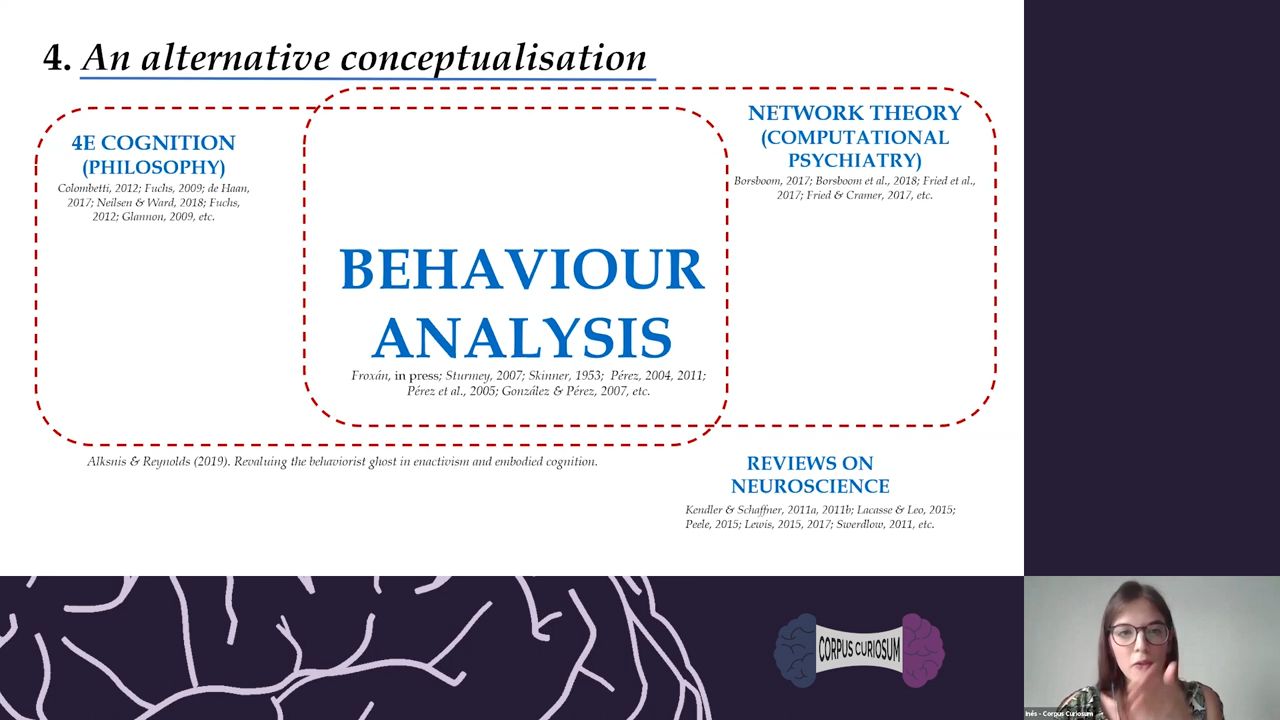 4. An alternative conceptualisation
4E COGNITION
(PHILOSOPHY)
Colombetti, 2012; Fuchs, 2009; de Haan,
2017; Neilsen & Ward, 2018; Fuchs,
2012; Glannon, 2009, etc.
NETWORK THEORY
(COMPUTATIONAL
PSYCHIATRY)
Borsboom, 2017; Borsboom et al., 2018; Fried et al.,
2017; Fried & Cramer, 2017, etc.
BEHAVIOUR
ANALYSIS
Froxán, in press; Sturmey, 2007; Skinner, 1953; Pérez, 2004, 2011;
Pérez et al., 2005; González & Pérez, 2007, etc.
Alksnis & Reynolds (2019). Revaluing the behaviorist ghost in enactivism and embodied cognition.
REVIEWS ON
NEUROSCIENCE
Kendler & Schaffner, 2011a, 2011b; Lacasse & Leo, 2015;
Peele, 2015; Lewis, 2015, 2017; Swerdlow, 2011, etc.
CORPUS CURIOSUM
Inés - Corpus Curiosum